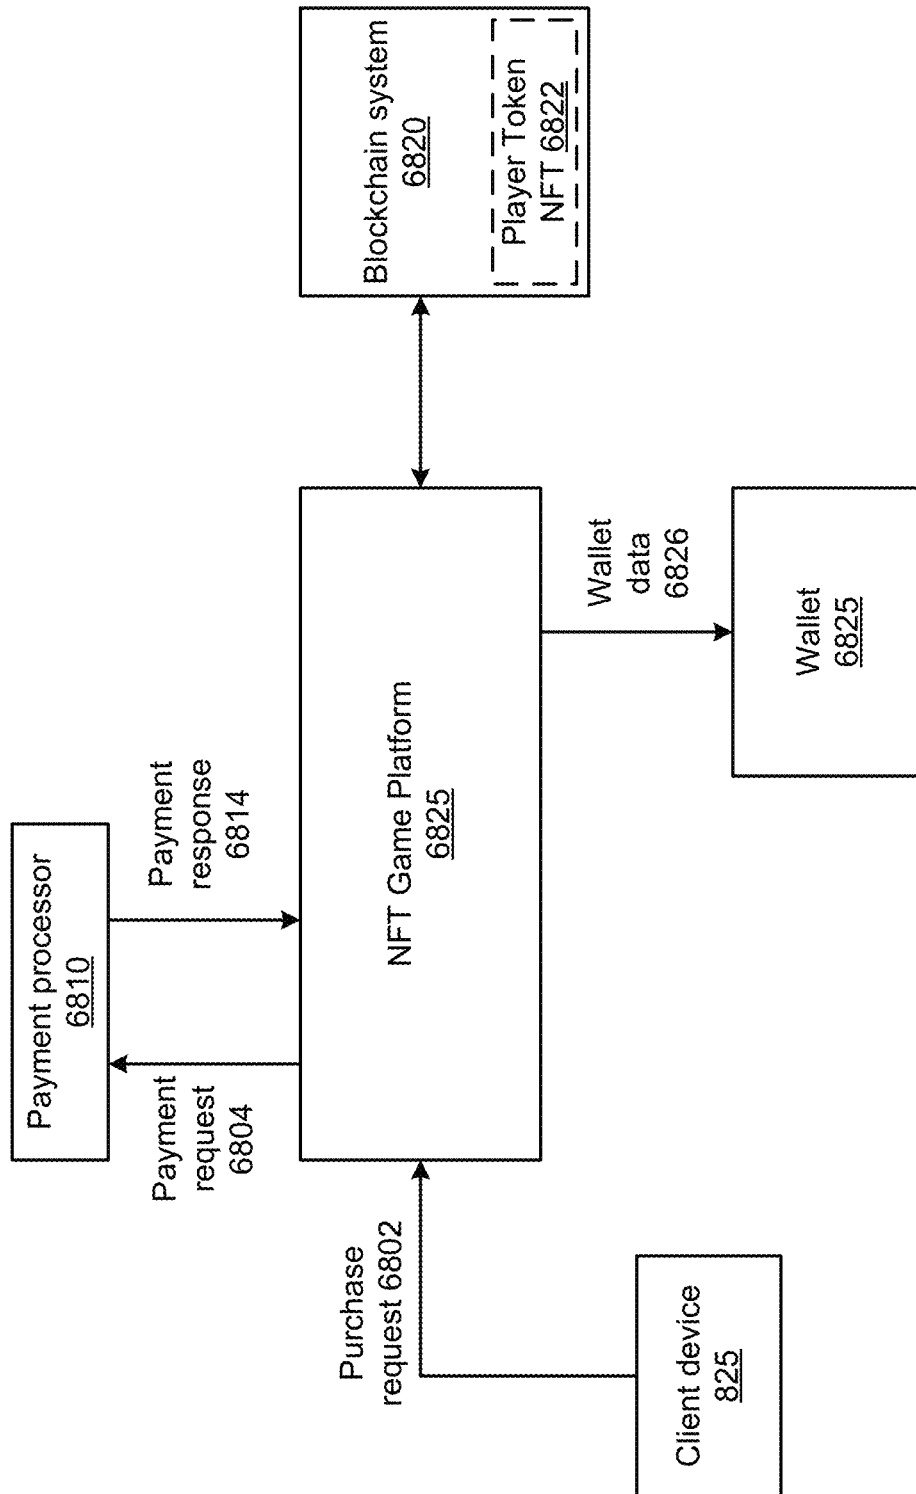 Payment processor
6810
Payment
request
6804
Payment
response
6814
Purchase
request 6802
Client device
825
NFT Game Platform
6825
Wallet
data
6826
Wallet
6825
Blockchain system
6820
Player Token
NFT 6822